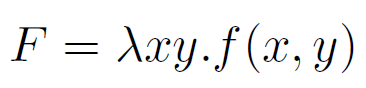 F = λxy.f(x, y)